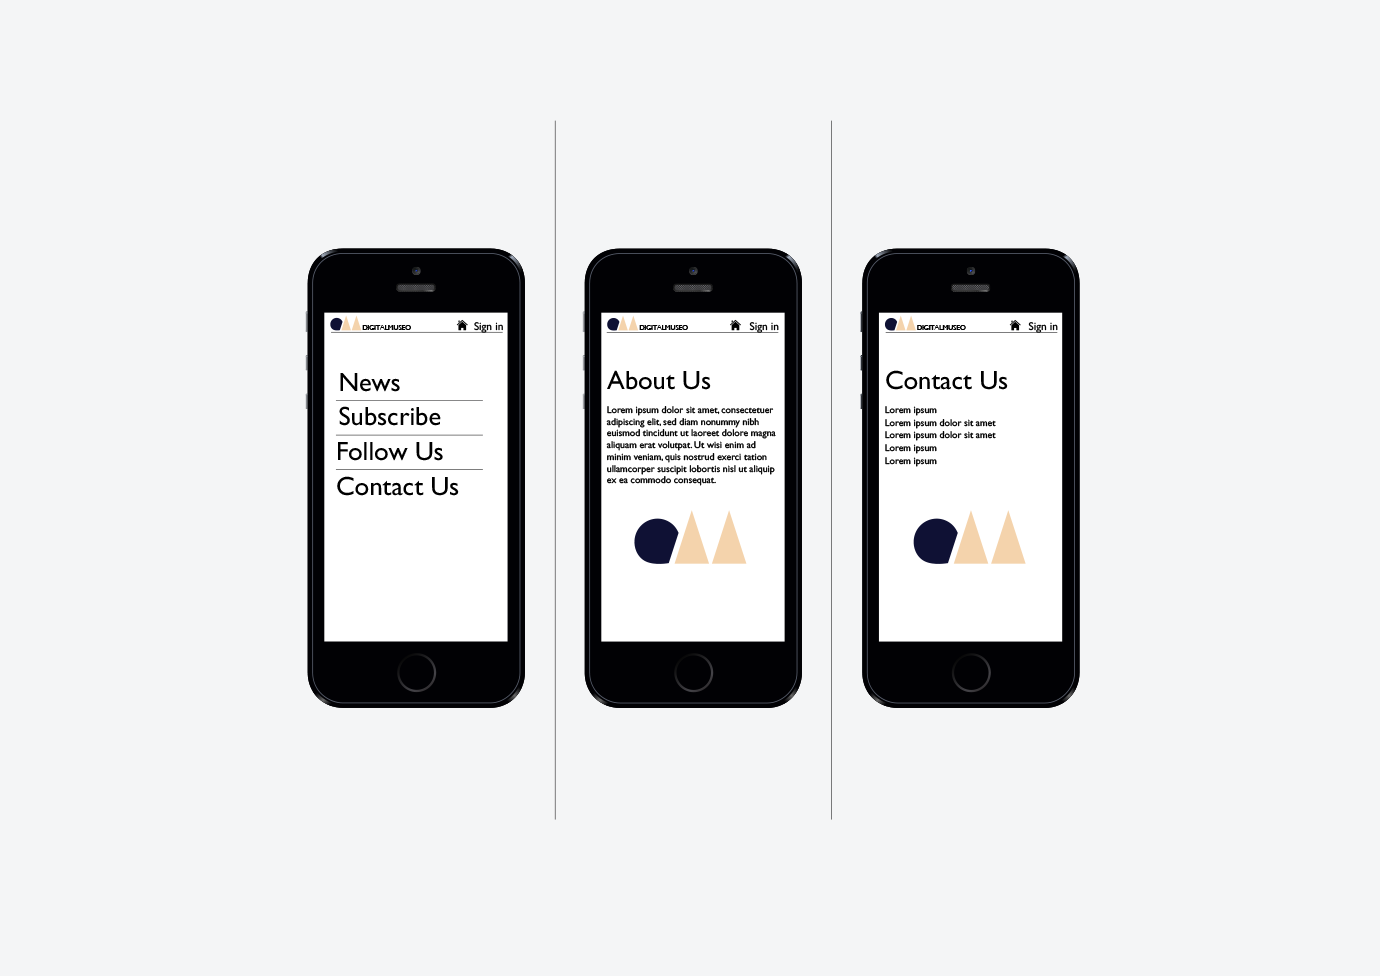 DIGITALMUSEO Sign in
News
Subscribe
Follow Us
Contact Us
DIGITALMUSEO Sign in
About Us
Lorem ipsum dolor sit amet, consectetuer
adipiscing elit, sed diam nonummy nibh
euismod tincidunt ut laoreet dolore magna
aliquam erat volutpat. Ut wisi enim ad
minim veniam, quis nostrud exerci tation
ullamcorper suscipit lobortis nisl ut aliquip
ex ea commodo consequat.
DIGITALMUSEO Sign in
Contact Us
Lorem ipsum
Lorem ipsum dolor sit amet
Lorem ipsum dolor sit amet
Lorem ipsum
Lorem ipsum